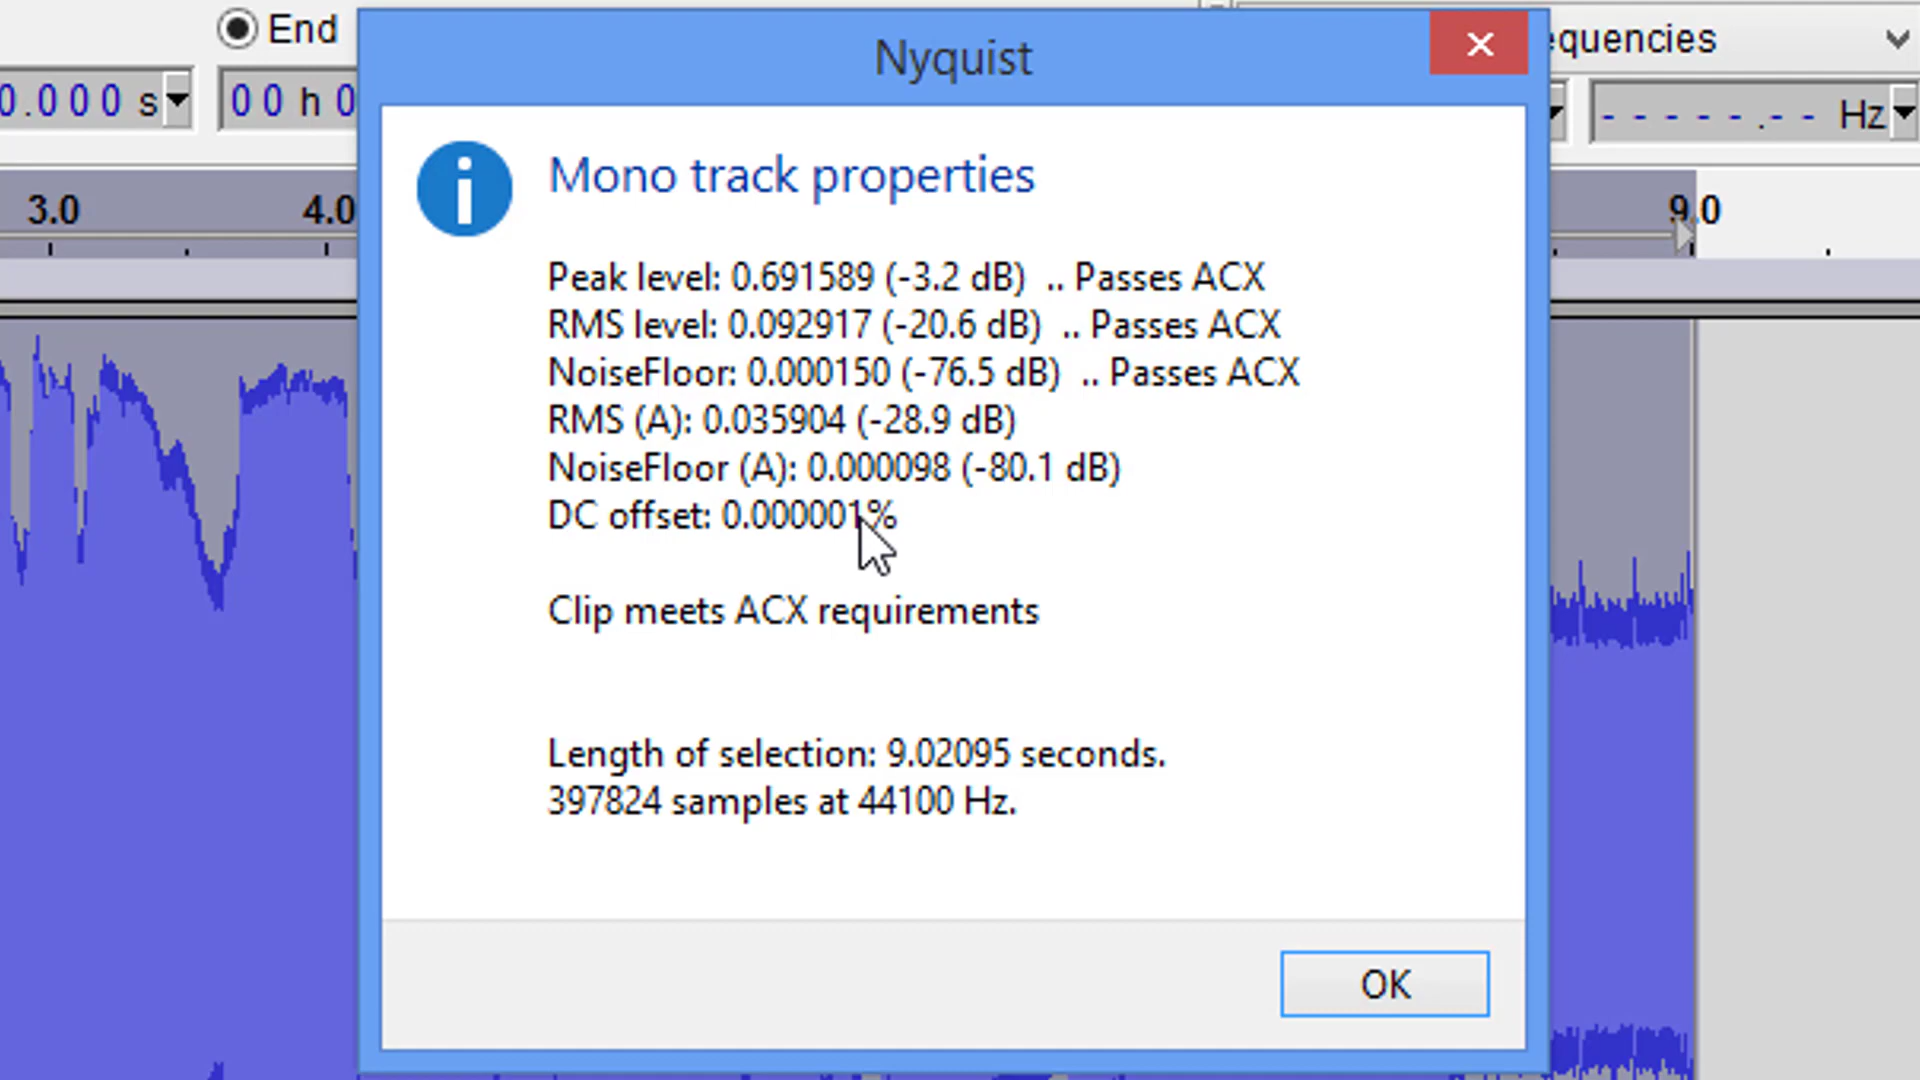 End
Nyquist
equencies
0.000 s
00 h 0
------.-- Hz
Mono track properties
3.0
4.0
9.0
Peak level: 0.691589 (-3.2 dB)  .. Passes ACX
RMS level: 0.092917 (-20.6 dB)  .. Passes ACX
NoiseFloor: 0.000150 (-76.5 dB)  .. Passes ACX
RMS (A): 0.035904 (-28.9 dB)
NoiseFloor (A): 0.000098 (-80.1 dB)
DC offset: 0.000001%
Clip meets ACX requirements
Length of selection: 9.02095 seconds.
397824 samples at 44100 Hz.
OK